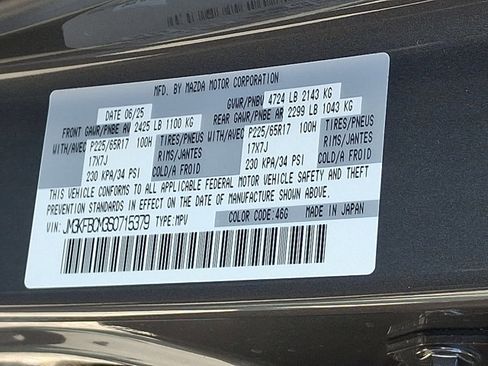 MFD. BY MAZDA MOTOR CORPORATION
DATE 06/25 GVWR/PNBV 4724 LB 2143 KG
FRONT GAWR/PNBE AV 2425 LB 1100 KG REAR GAWR/PNBE AR 2299 LB 1043 KG
WITH/AVEC P225/65R17 100H TIRES/PNEUS WITH/AVEC P225/65R17 100H TIRES/PNEUS
17X7J RIMS/JANTES 17X7J RIMS/JANTES
230 KPA/34 PSI COLD/A FROID 230 KPA/34 PSI COLD/A FROID
THIS VEHICLE CONFORMS TO ALL APPLICABLE FEDERAL MOTOR VEHICLE SAFETY AND THEFT
PREVENTION STANDARDS IN EFFECT ON THE DATE OF MANUFACTURE SHOWN ABOVE.
VIN: JM3KFBCM3S0715379 TYPE: MPV COLOR CODE: 46G MADE IN JAPAN